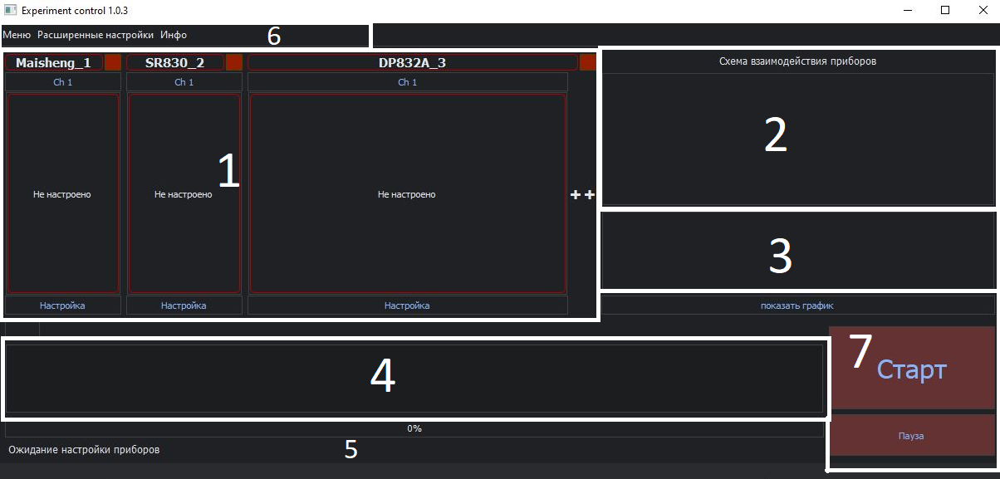 Experiment control 1.0.3
Меню Расширенные настройки Инфо 6
Maisheng_1 SR830_2 DP832A_3
Ch 1 Ch 1 Ch 1
Не настроено Не настроено 1 Не настроено ++
Настройка Настройка Настройка
Схема взаимодействия приборов
2
3
показать график
4
7 Старт
0%
Пауза
Ожидание настройки приборов 5